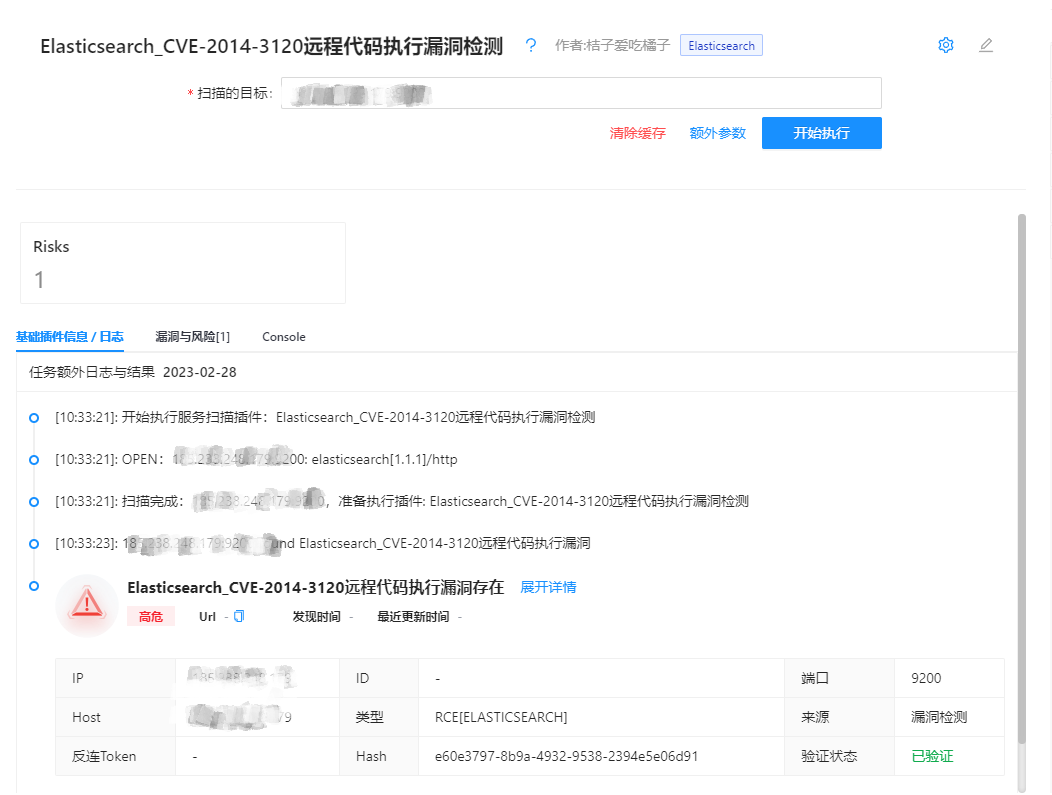 Elasticsearch_CVE-2014-3120远程代码执行漏洞检测 ? 作者:桔子爱吃橘子 Elasticsearch
* 扫描的目标:
清除缓存 额外参数 开始执行
Risks
1
基础插件信息 / 日志 漏洞与风险[1] Console
任务额外日志与结果 2023-02-28
[10:33:21]: 开始执行服务扫描插件：Elasticsearch_CVE-2014-3120远程代码执行漏洞检测
[10:33:21]: OPEN： elasticsearch[1.1.1]/http
[10:33:21]: 扫描完成： ，准备执行插件: Elasticsearch_CVE-2014-3120远程代码执行漏洞检测
[10:33:23]: Elasticsearch_CVE-2014-3120远程代码执行漏洞
Elasticsearch_CVE-2014-3120远程代码执行漏洞存在 展开详情
高危 Url - 发现时间 - 最近更新时间 -
IP ID - 端口 9200
Host 类型 RCE[ELASTICSEARCH] 来源 漏洞检测
反连Token - Hash e60e3797-8b9a-4932-9538-2394e5e06d91 验证状态 已验证